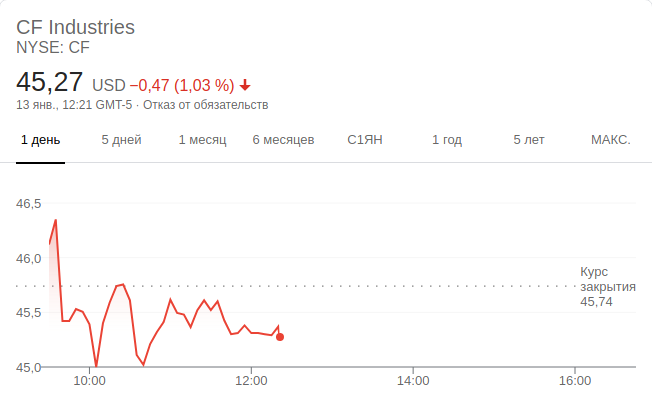 CF Industries
NYSE: CF
45,27 USD −0,47 (1,03 %)
13 янв., 12:21 GMT-5 · Отказ от обязательств
1 день 5 дней 1 месяц 6 месяцев С1ЯН 1 год 5 лет МАКС.
46,5
46,0
Курс
закрытия
45,74
45,5
45,0
10:00 12:00 14:00 16:00